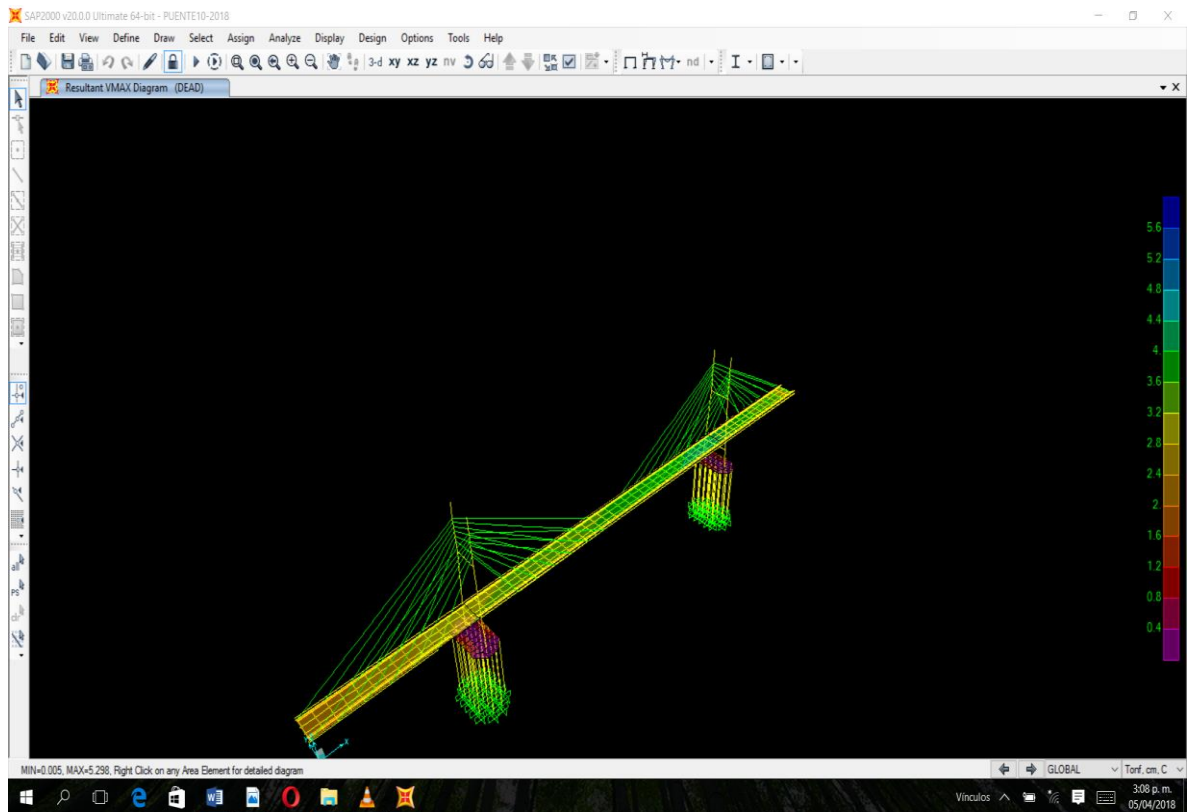 SAP2000 v20.0.0 Ultimate 64-bit - PUENTE10-2018
File Edit View Define Draw Select Assign Analyze Display Design Options Tools Help
3-d xy xz yz nv nd
Resultant VMAX Diagram (DEAD)
5.6
5.2
4.8
4.4
4.
3.6
3.2
2.8
2.4
2.
1.6
1.2
0.8
0.4
all
PS
clr
X
MIN=0.005, MAX=5.298, Right Click on any Area Element for detailed diagram
GLOBAL
Tonf, cm, C
Vínculos
3:08 p. m.
05/04/2018